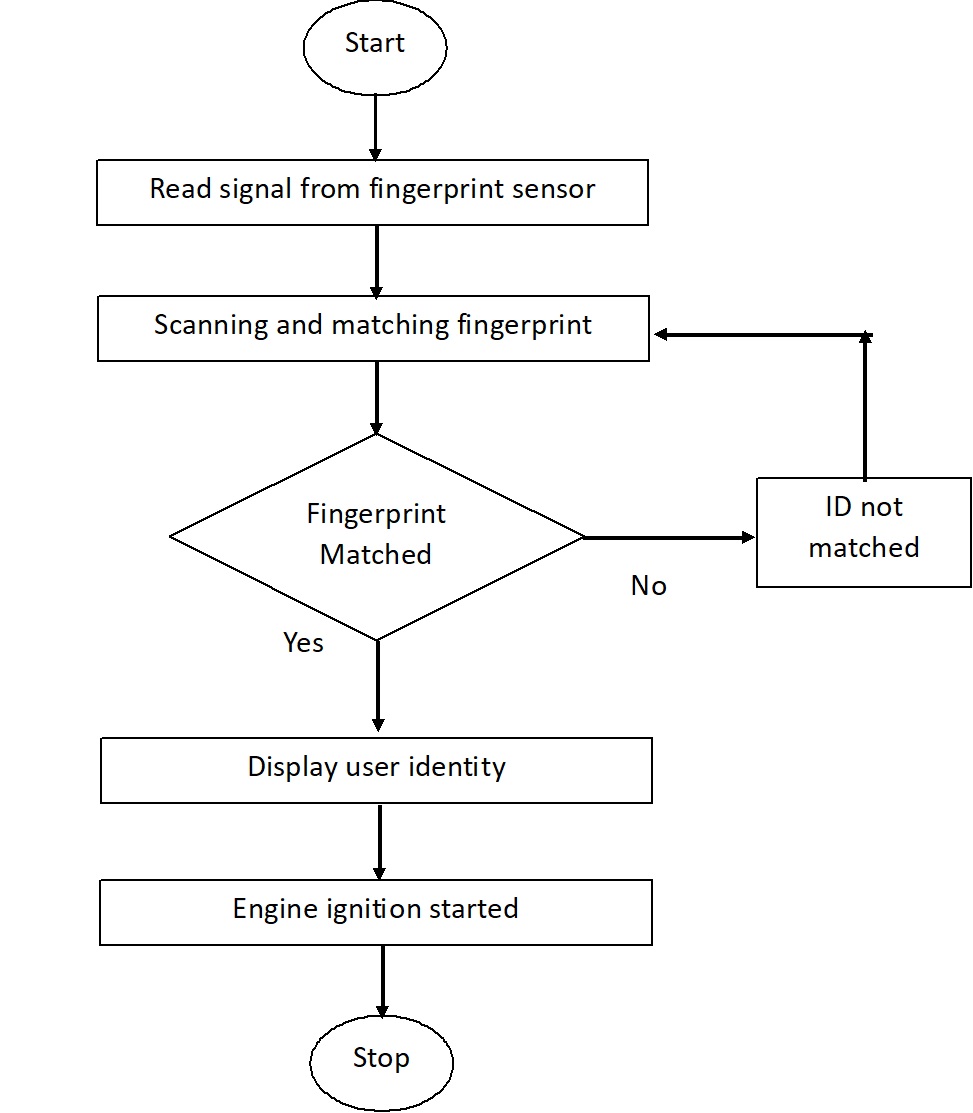 Start
Read signal from fingerprint sensor
Scanning and matching fingerprint
Fingerprint
Matched
ID not
matched
No
Yes
Display user identity
Engine ignition started
Stop